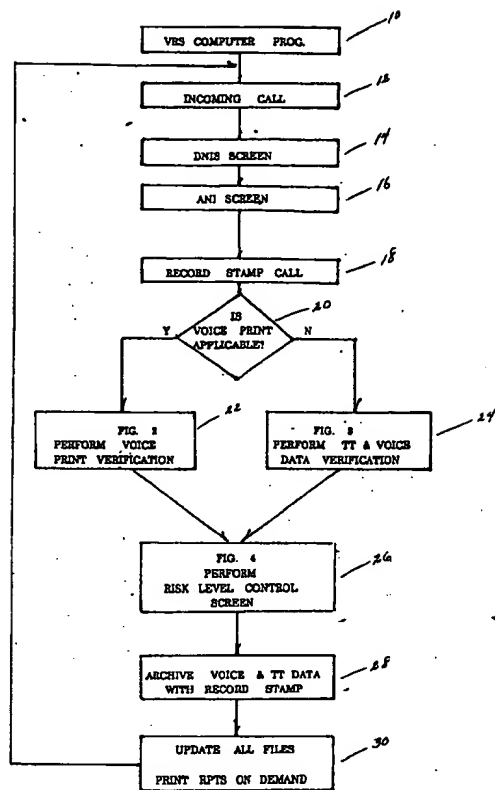 VRS COMPUTER PROG.
10
INCOMING CALL
12
DNIS SCREEN
14
ANI SCREEN
16
RECORD STAMP CALL
18
IS
VOICE PRINT
APPLICABLE?
20
Y
N
FIG. 2
PERFORM VOICE
PRINT VERIFICATION
22
FIG. 3
PERFORM TT & VOICE
DATA VERIFICATION
24
FIG. 4
PERFORM
RISK LEVEL CONTROL
SCREEN
26
ARCHIVE VOICE & TT DATA
WITH RECORD STAMP
28
UPDATE ALL FILES
PRINT RPTS ON DEMAND
30